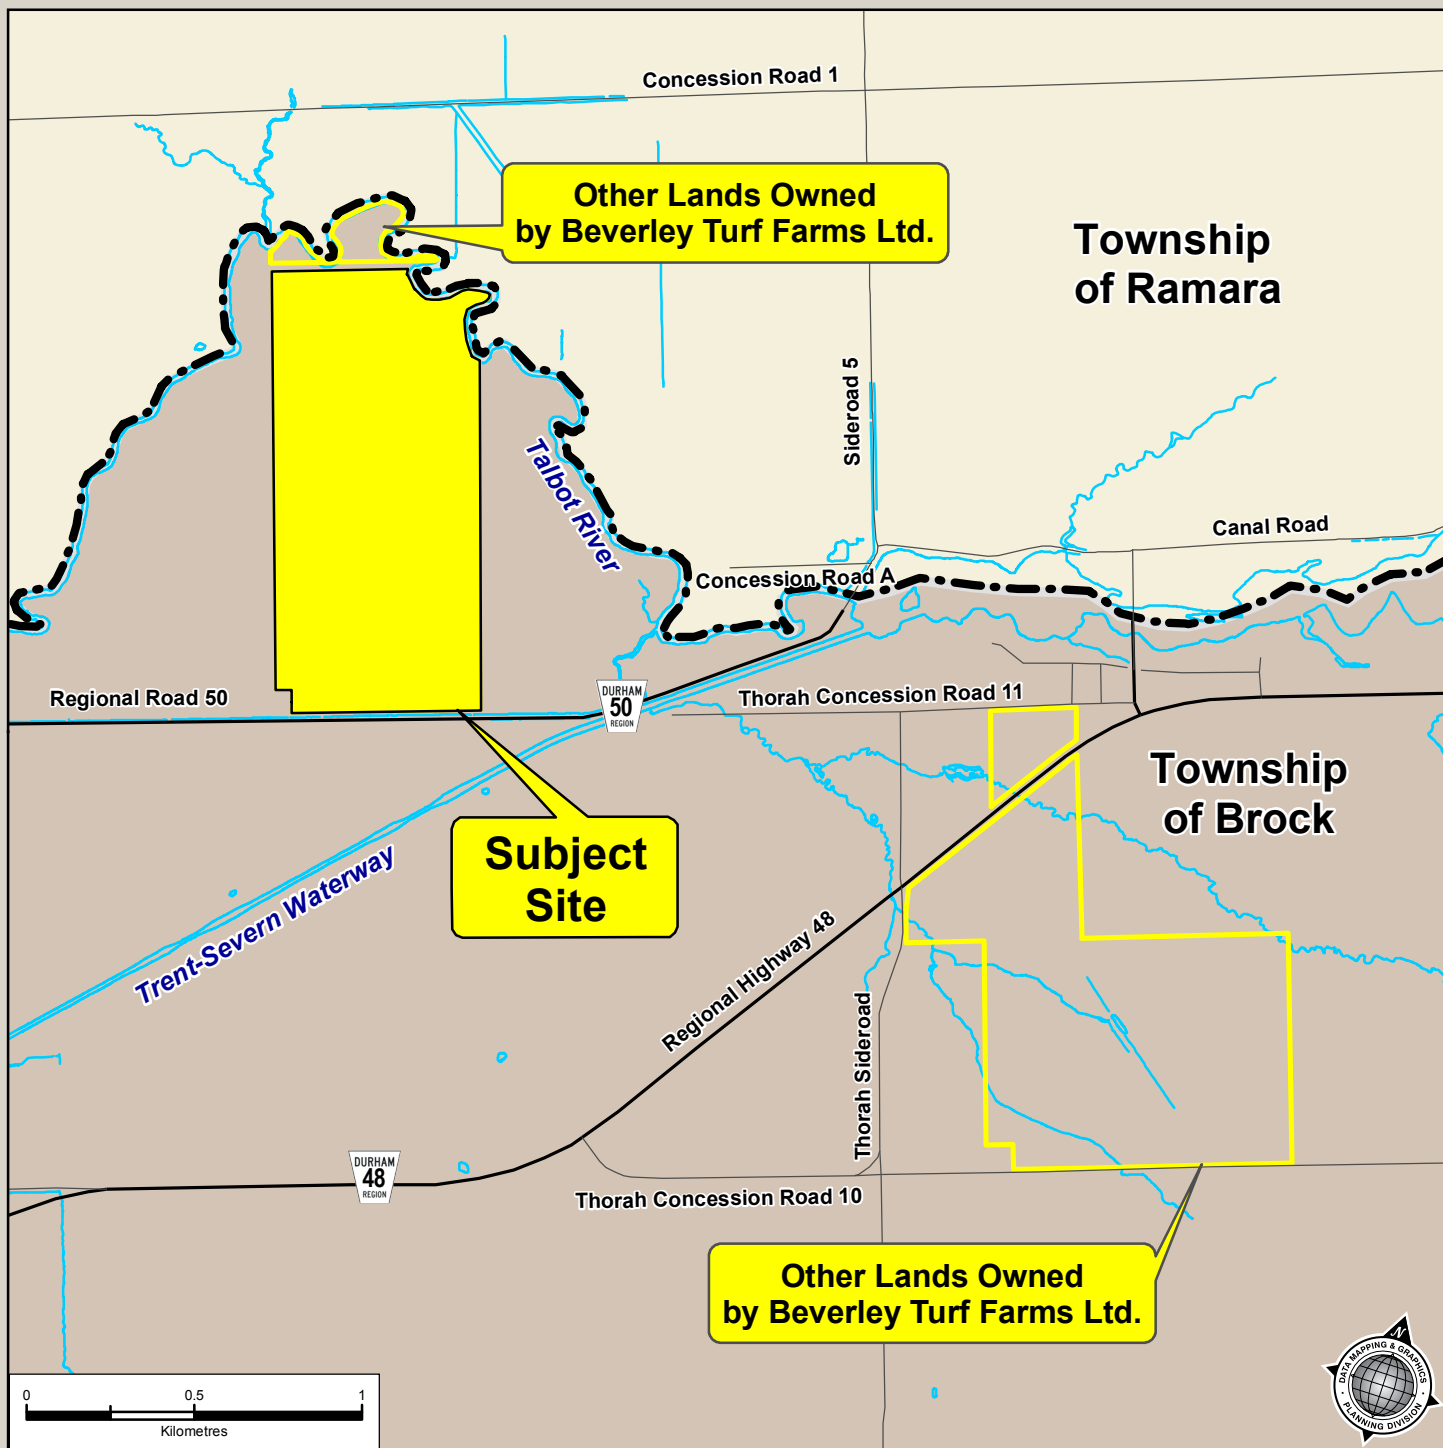 Concession Road 1
Other Lands Owned
by Beverley Turf Farms Ltd.
Township
of Ramara
Sideroad 5
Talbot River
Canal Road
Concession Road A
Regional Road 50
DURHAM
50
REGION
Thorah Concession Road 11
Township
of Brock
Subject
Site
Trent-Severn Waterway
Regional Highway 48
Thorah Sideroad
DURHAM
48
REGION
Thorah Concession Road 10
Other Lands Owned
by Beverley Turf Farms Ltd.
0 0.5 1
Kilometres
N
DATA MAPPING & GRAPHICS
PLANNING DIVISION